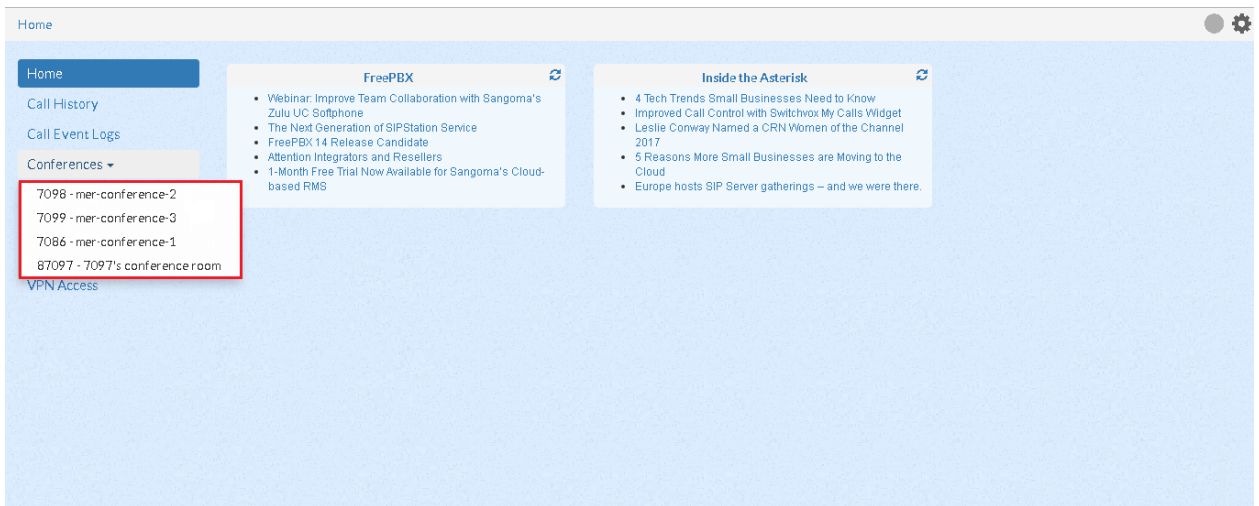 Home
Home
Call History
Call Event Logs
Conferences
7098 - mer-conference-2
7099 - mer-conference-3
7086 - mer-conference-1
87097 - 7097's conference room
VPN Access
FreePBX
Webinar: Improve Team Collaboration with Sangoma's
Zulu UC Softphone
The Next Generation of SIPStation Service
FreePBX 14 Release Candidate
Attention Integrators and Resellers
1-Month Free Trial Now Available for Sangoma's Cloud-
based RMS
Inside the Asterisk
4 Tech Trends Small Businesses Need to Know
Improved Call Control with Switchvox My Calls Widget
Leslie Conway Named a CRN Women of the Channel
2017
5 Reasons More Small Businesses are Moving to the
Cloud
Europe hosts SIP Server gatherings – and we were there.